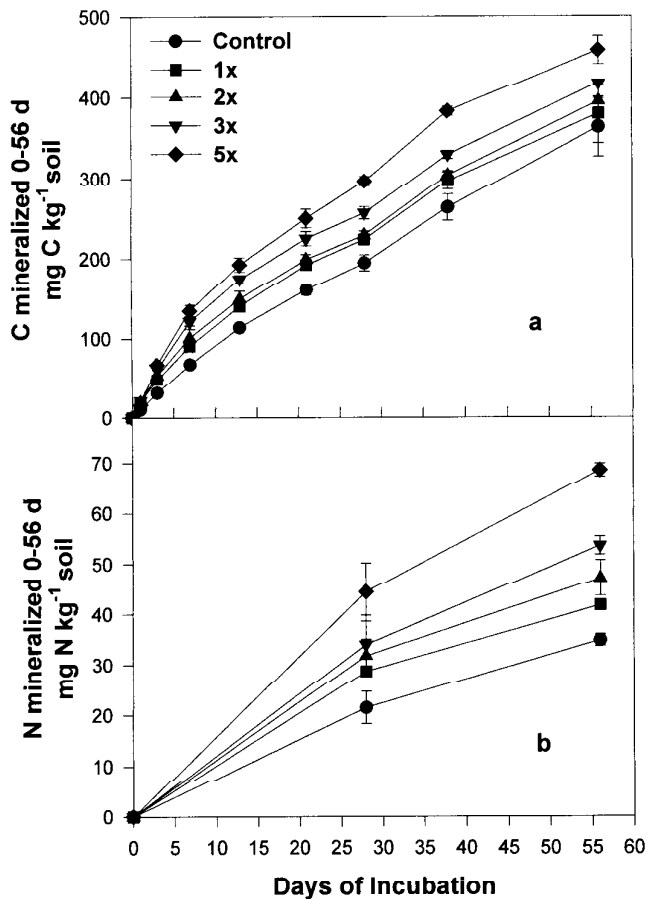 500
400
300
200
100
0
C mineralized 0-56 d
mg C kg-1 soil
Control
1x
2x
3x
5x
a
70
60
50
40
30
20
10
0
N mineralized 0-56 d
mg N kg-1 soil
b
0 5 10 15 20 25 30 35 40 45 50 55 60
Days of Incubation